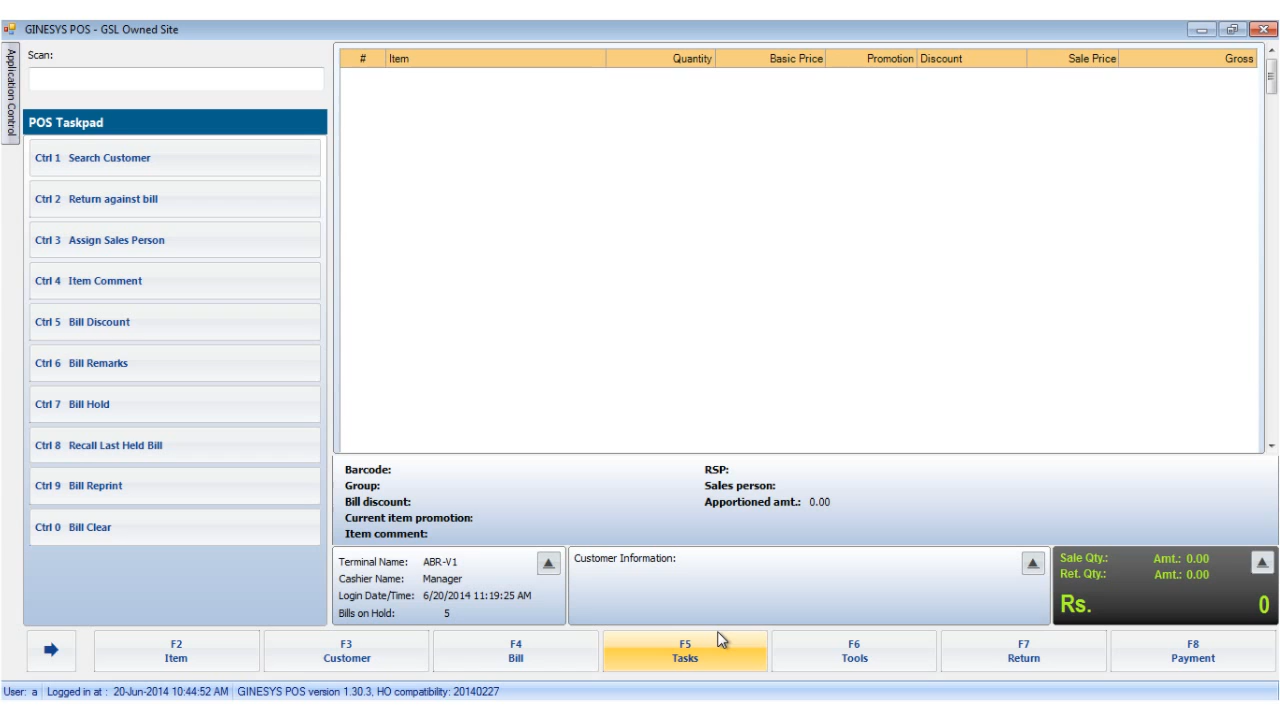 GINESYS POS - GSL Owned Site
Application Control
Scan:
# Item Quantity Basic Price Promotion Discount Sale Price Gross
POS Taskpad
Ctrl 1 Search Customer
Ctrl 2 Return against bill
Ctrl 3 Assign Sales Person
Ctrl 4 Item Comment
Ctrl 5 Bill Discount
Ctrl 6 Bill Remarks
Ctrl 7 Bill Hold
Ctrl 8 Recall Last Held Bill
Ctrl 9 Bill Reprint
Ctrl 0 Bill Clear
Barcode: RSP:
Group: Sales person:
Bill discount: Apportioned amt.: 0.00
Current item promotion:
Item comment:
Terminal Name: ABR-V1
Cashier Name: Manager
Login Date/Time: 6/20/2014 11:19:25 AM
Bills on Hold: 5
Customer Information:
Sale Qty.: Amt.: 0.00
Ret. Qty.: Amt.: 0.00
Rs. 0
F2 F3 F4 F5 F6 F7 F8
Item Customer Bill Tasks Tools Return Payment
User: a Logged in at : 20-Jun-2014 10:44:52 AM GINESYS POS version 1.30.3, HO compatibility: 20140227